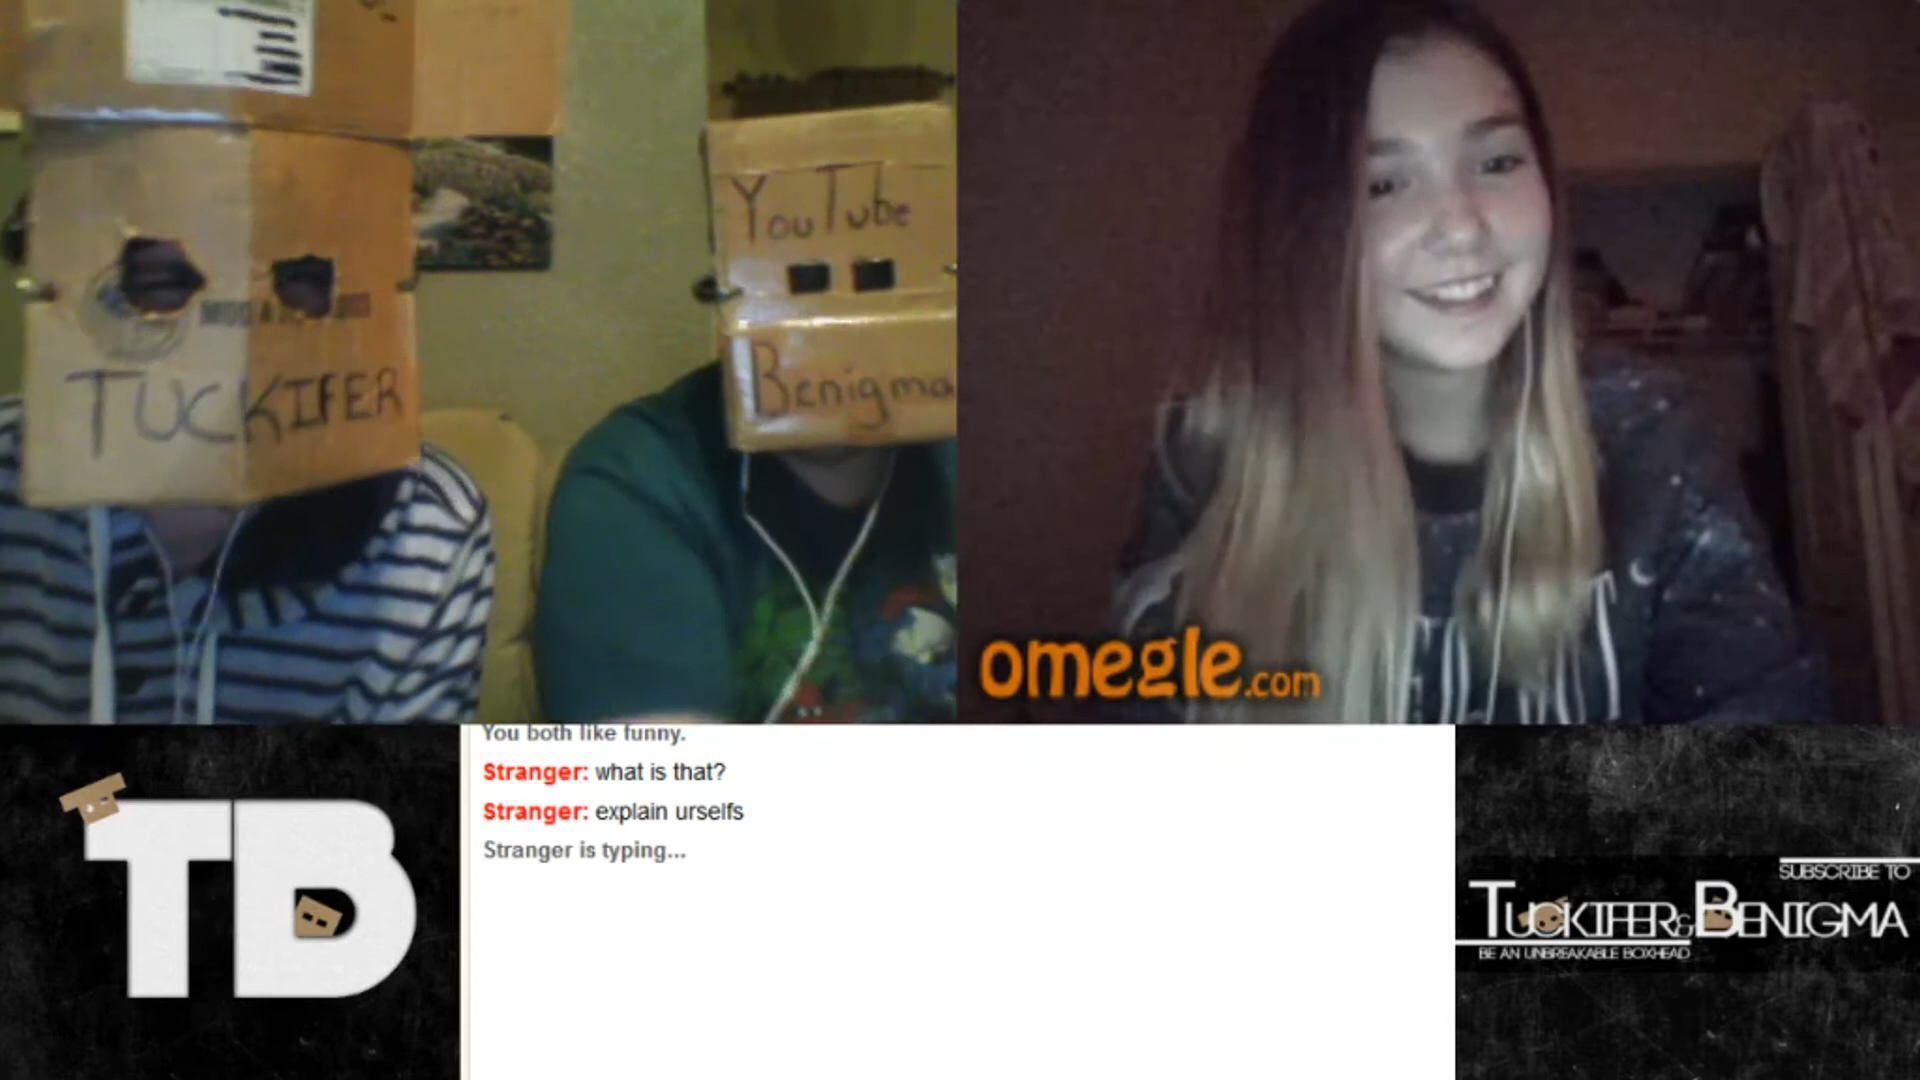 TUCKIFER
YouTube
Benigma
omegle.com
You both like funny.
Stranger: what is that?
Stranger: explain urselfs
Stranger is typing...
TB
SUBSCRIBE TO
TUCKIFER & BENIGMA
BE AN UNBREAKABLE BOXHEAD